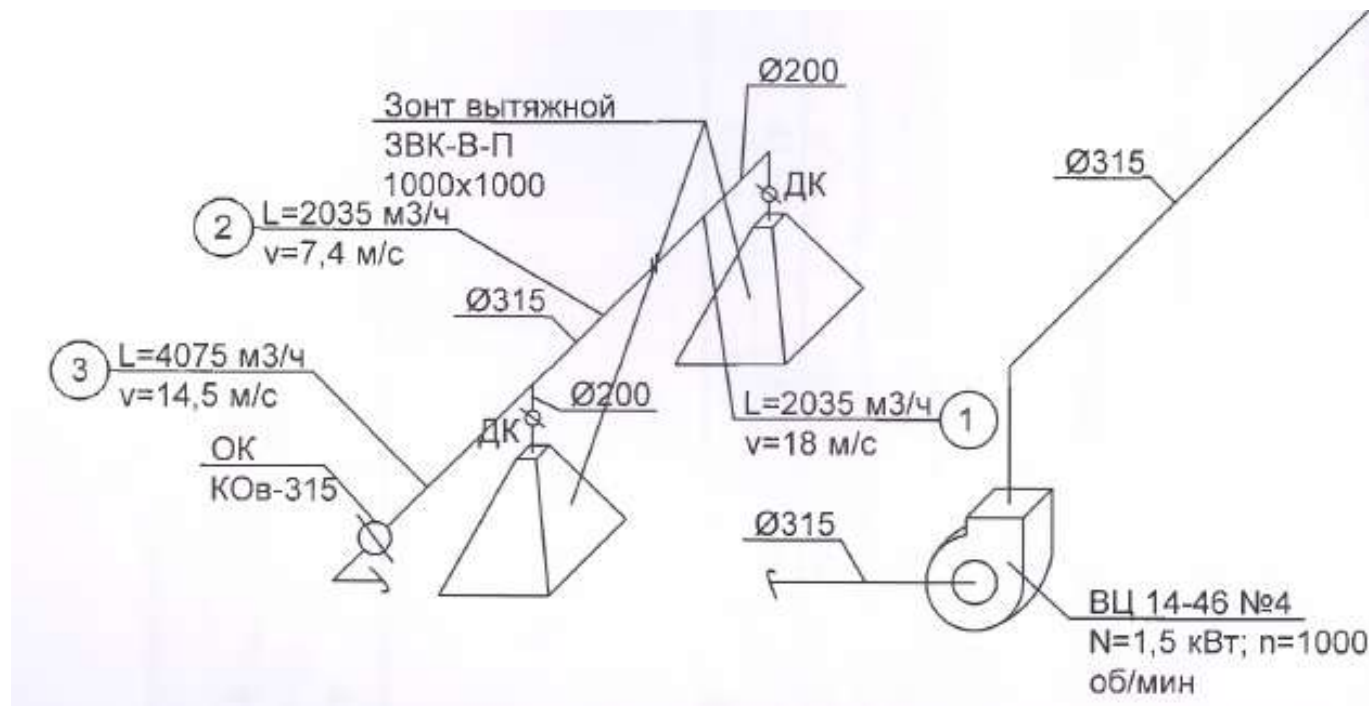 Ø200
Зонт вытяжной
ЗВК-В-П
1000х1000
ДК
Ø315
2
L=2035 м3/ч
v=7,4 м/с
Ø315
3
L=4075 м3/ч
v=14,5 м/с
Ø200
ДК
L=2035 м3/ч
v=18 м/с
1
ОК
КОв-315
Ø315
ВЦ 14-46 №4
N=1,5 кВт; n=1000
об/мин